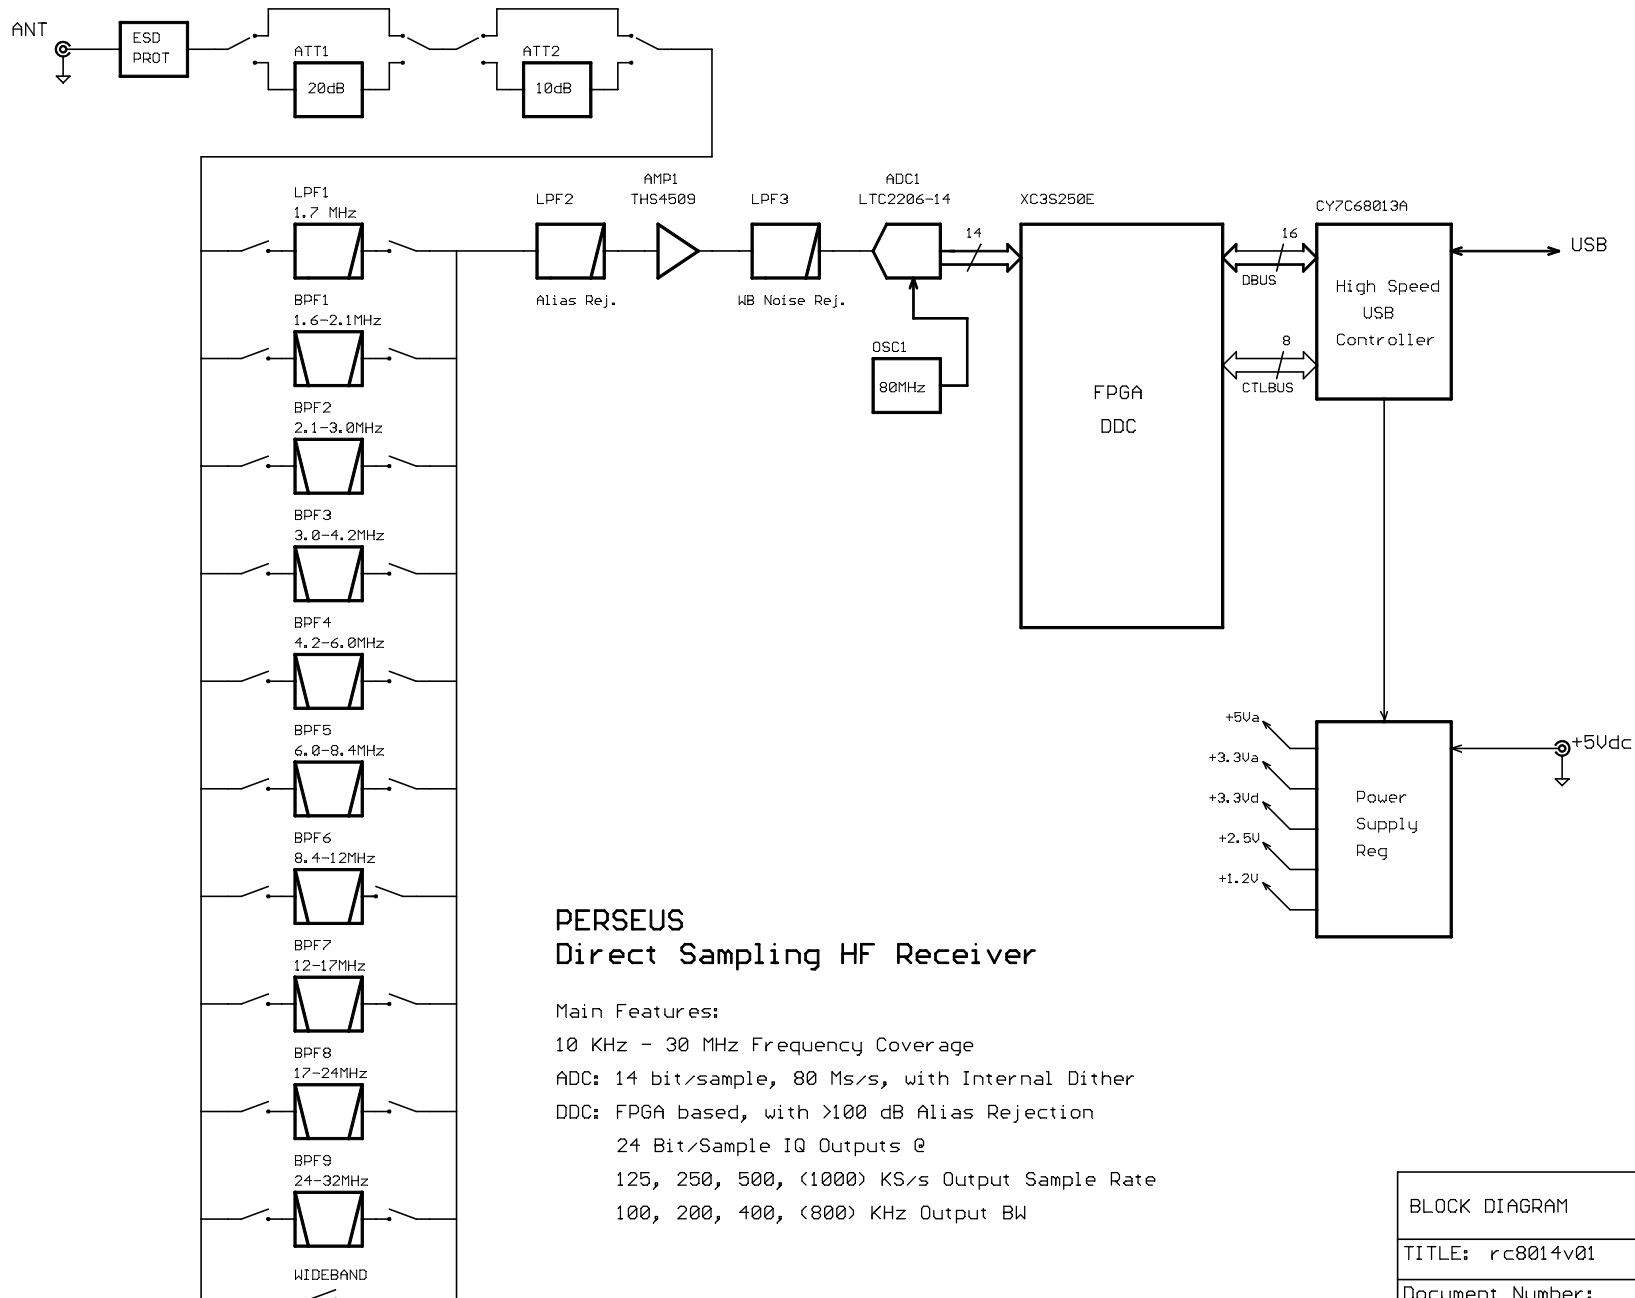 ANT
ESD
PROT
ATT1
20dB
ATT2
10dB
LPF1
1.7 MHz
BPF1
1.6-2.1MHz
BPF2
2.1-3.0MHz
BPF3
3.0-4.2MHz
BPF4
4.2-6.0MHz
BPF5
6.0-8.4MHz
BPF6
8.4-12MHz
BPF7
12-17MHz
BPF8
17-24MHz
BPF9
24-32MHz
WIDEBAND
LPF2
Alias Rej.
AMP1
THS4509
LPF3
WB Noise Rej.
ADC1
LTC2206-14
14
OSC1
80MHz
XC3S250E
FPGA
DDC
16
DBUS
8
CTLBUS
CY7C68013A
High Speed
USB
Controller
USB
+5Va
+3.3Va
+3.3Vd
+2.5V
+1.2V
Power
Supply
Reg
+5Vdc
PERSEUS
Direct Sampling HF Receiver
Main Features:
10 KHz - 30 MHz Frequency Coverage
ADC: 14 bit/sample, 80 Ms/s, with Internal Dither
DDC: FPGA based, with >100 dB Alias Rejection
24 Bit/Sample IQ Outputs @
125, 250, 500, (1000) KS/s Output Sample Rate
100, 200, 400, (800) KHz Output BW
BLOCK DIAGRAM
TITLE: rc8014v01
Document Number: